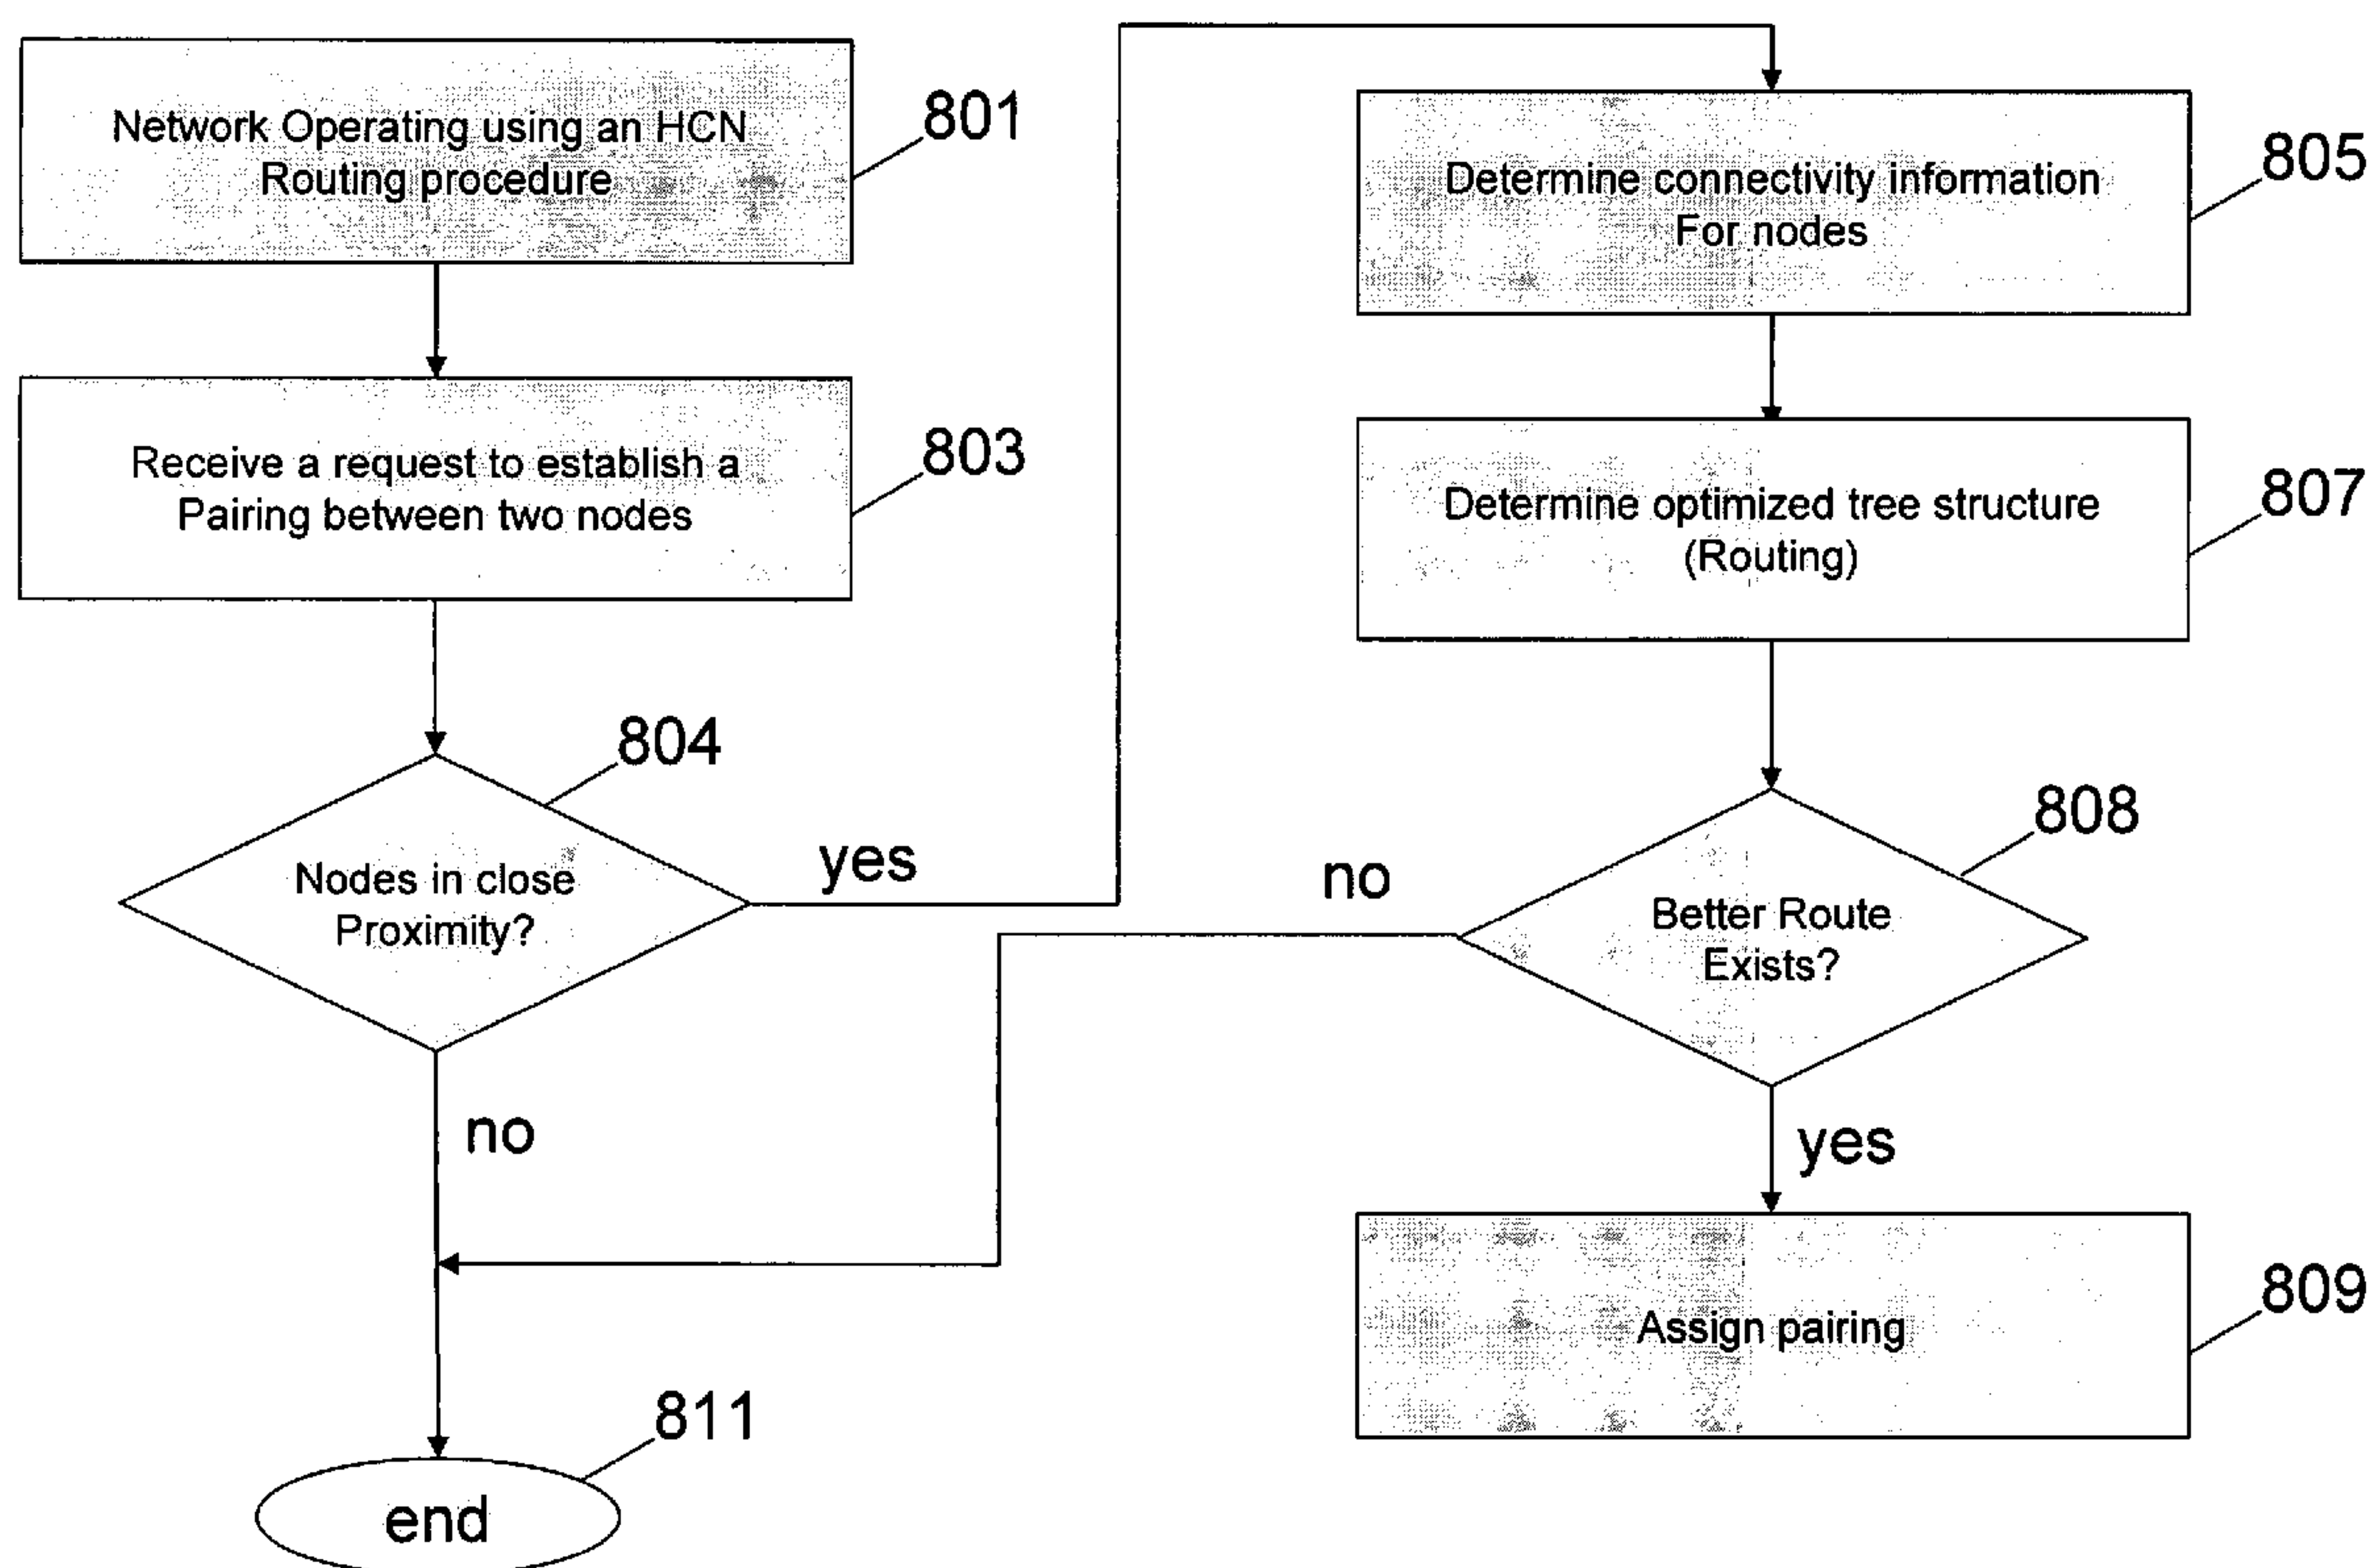 Network Operating using an HCN
Routing procedure
801
Receive a request to establish a
Pairing between two nodes
803
804
Nodes in close
Proximity?
yes
no
811
end
Determine connectivity information
For nodes
805
Determine optimized tree structure
(Routing)
807
808
Better Route
Exists?
no
yes
Assign pairing
809